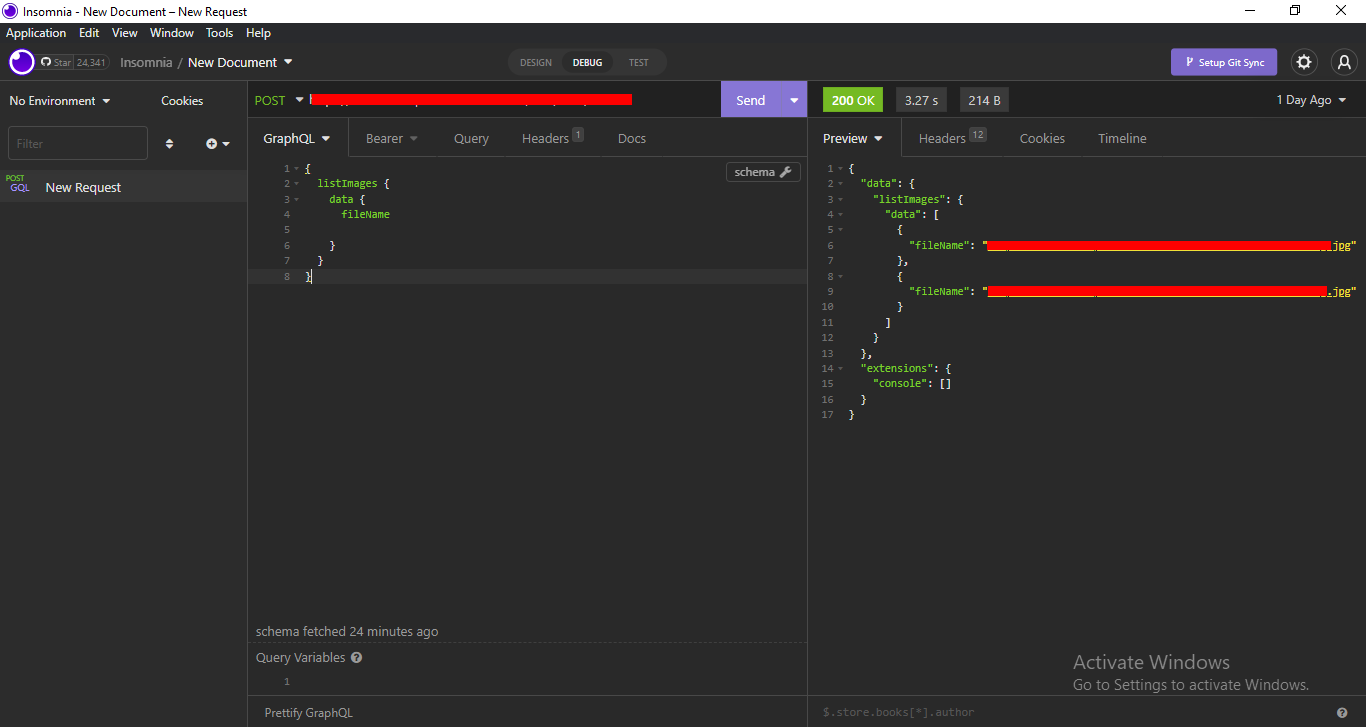 Insomnia - New Document – New Request
Application Edit View Window Tools Help
Star 24,341 Insomnia / New Document DESIGN DEBUG TEST Setup Git Sync
No Environment Cookies POST Send 200 OK 3.27 s 214 B 1 Day Ago
Filter GraphQL Bearer Query Headers 1 Docs Preview Headers 12 Cookies Timeline
POST
GQL New Request
schema
1 {
2 listImages {
3 data {
4 fileName
5
6 }
7 }
8 }
1 {
2 "data": {
3 "listImages": {
4 "data": [
5 {
6 "fileName": " jpg"
7 },
8 {
9 "fileName": " .jpg"
10 }
11 ]
12 }
13 },
14 "extensions": {
15 "console": []
16 }
17 }
schema fetched 24 minutes ago
Query Variables ?
1
Prettify GraphQL
Activate Windows
Go to Settings to activate Windows.
$.store.books[*].author ?